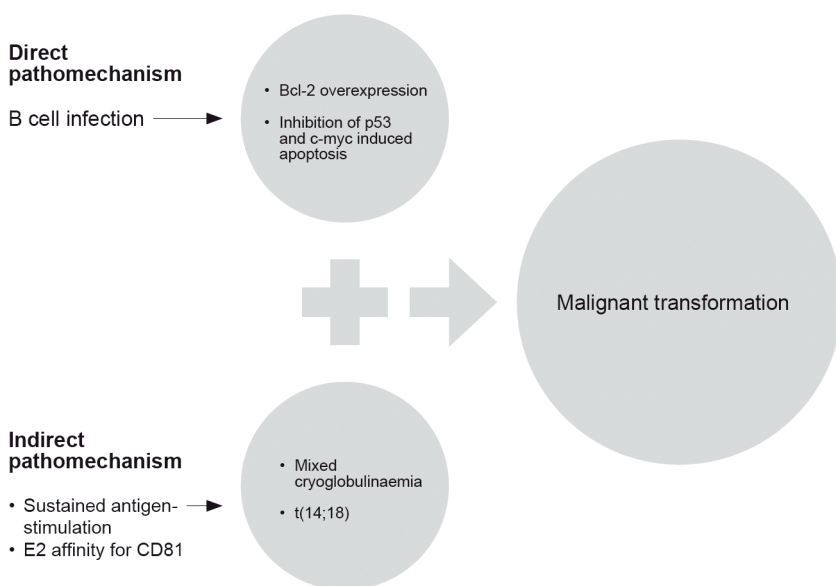 Direct
pathomechanism
B cell infection
• Bcl-2 overexpression
• Inhibition of p53
and c-myc induced
apoptosis
Malignant transformation
Indirect
pathomechanism
• Sustained antigen-
stimulation
• E2 affinity for CD81
• Mixed
cryoglobulinaemia
• t(14;18)